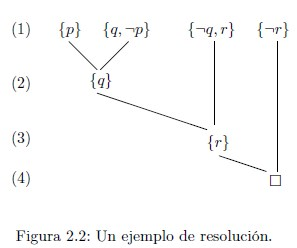 (1) {p} {q, ¬p} {¬q, r} {¬r}
(2) {q}
(3) {r}
(4) □
Figura 2.2: Un ejemplo de resolución.